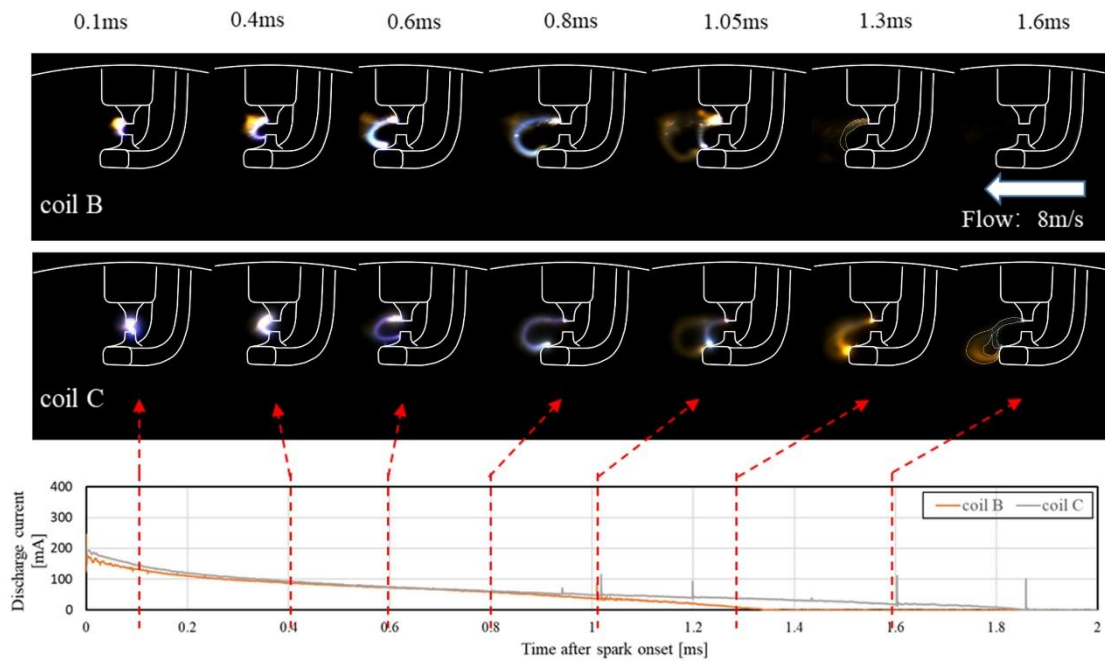 0.1ms 0.4ms 0.6ms 0.8ms 1.05ms 1.3ms 1.6ms
coil B
Flow: 8m/s
coil C
400
300
200
100
0
Discharge current
[mA]
coil B coil C
0 0.2 0.4 0.6 0.8 1 1.2 1.4 1.6 1.8 2
Time after spark onset [ms]